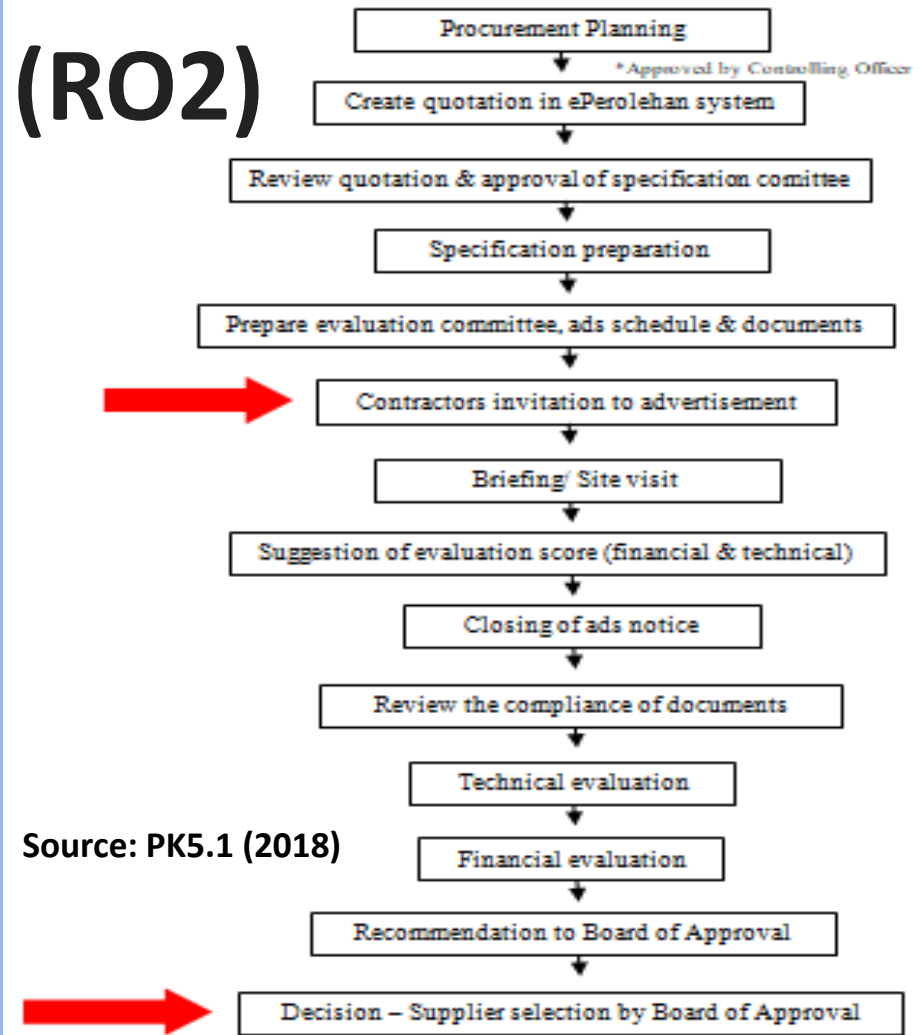 (RO2)
Procurement Planning
*Approved by Controlling Officer
Create quotation in ePerolehan system
Review quotation & approval of specification comittee
Specification preparation
Prepare evaluation committee, ads schedule & documents
Contractors invitation to advertisement
Briefing/ Site visit
Suggestion of evaluation score (financial & technical)
Closing of ads notice
Review the compliance of documents
Technical evaluation
Source: PK5.1 (2018)
Financial evaluation
Recommendation to Board of Approval
Decision – Supplier selection by Board of Approval